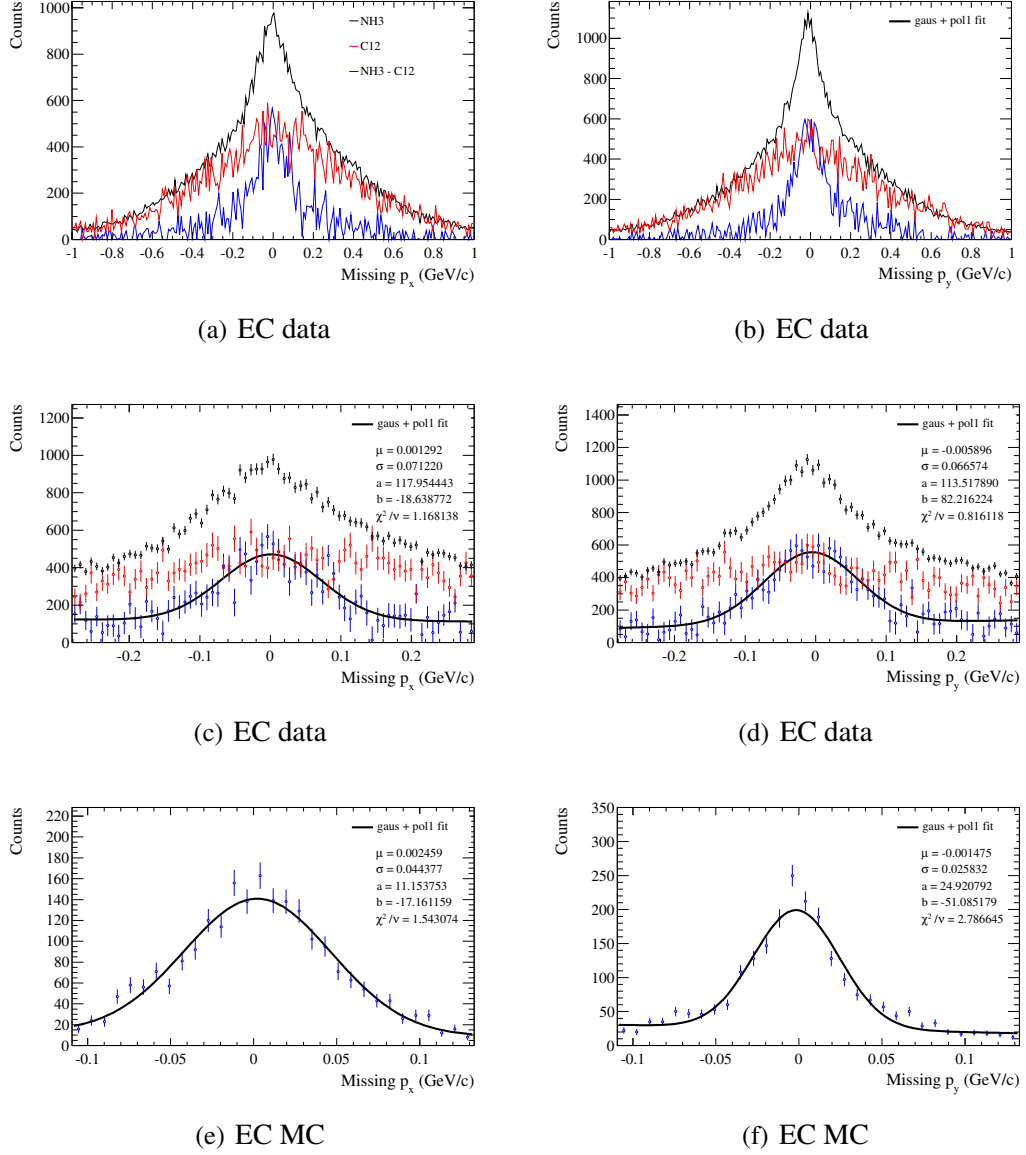 Counts
1000
800
600
400
200
0
-1 -0.8 -0.6 -0.4 -0.2 0 0.2 0.4 0.6 0.8 1
Missing p_x (GeV/c)
NH3
C12
NH3 - C12
(a) EC data
Counts
1000
800
600
400
200
0
-1 -0.8 -0.6 -0.4 -0.2 0 0.2 0.4 0.6 0.8 1
Missing p_y (GeV/c)
gaus + pol1 fit
(b) EC data
Counts
1200
1000
800
600
400
200
0
-0.2 -0.1 0 0.1 0.2
Missing p_x (GeV/c)
gaus + pol1 fit
μ = 0.001292
σ = 0.071220
a = 117.954443
b = -18.638772
χ²/ν = 1.168138
(c) EC data
Counts
1400
1200
1000
800
600
400
200
0
-0.2 -0.1 0 0.1 0.2
Missing p_y (GeV/c)
gaus + pol1 fit
μ = -0.005896
σ = 0.066574
a = 113.517890
b = 82.216224
χ²/ν = 0.816118
(d) EC data
Counts
220
200
180
160
140
120
100
80
60
40
20
0
-0.1 -0.05 0 0.05 0.1
Missing p_x (GeV/c)
gaus + pol1 fit
μ = 0.002459
σ = 0.044377
a = 11.153753
b = -17.161159
χ²/ν = 1.543074
(e) EC MC
Counts
350
300
250
200
150
100
50
0
-0.1 -0.05 0 0.05 0.1
Missing p_y (GeV/c)
gaus + pol1 fit
μ = -0.001475
σ = 0.025832
a = 24.920792
b = -51.085179
χ²/ν = 2.786645
(f) EC MC